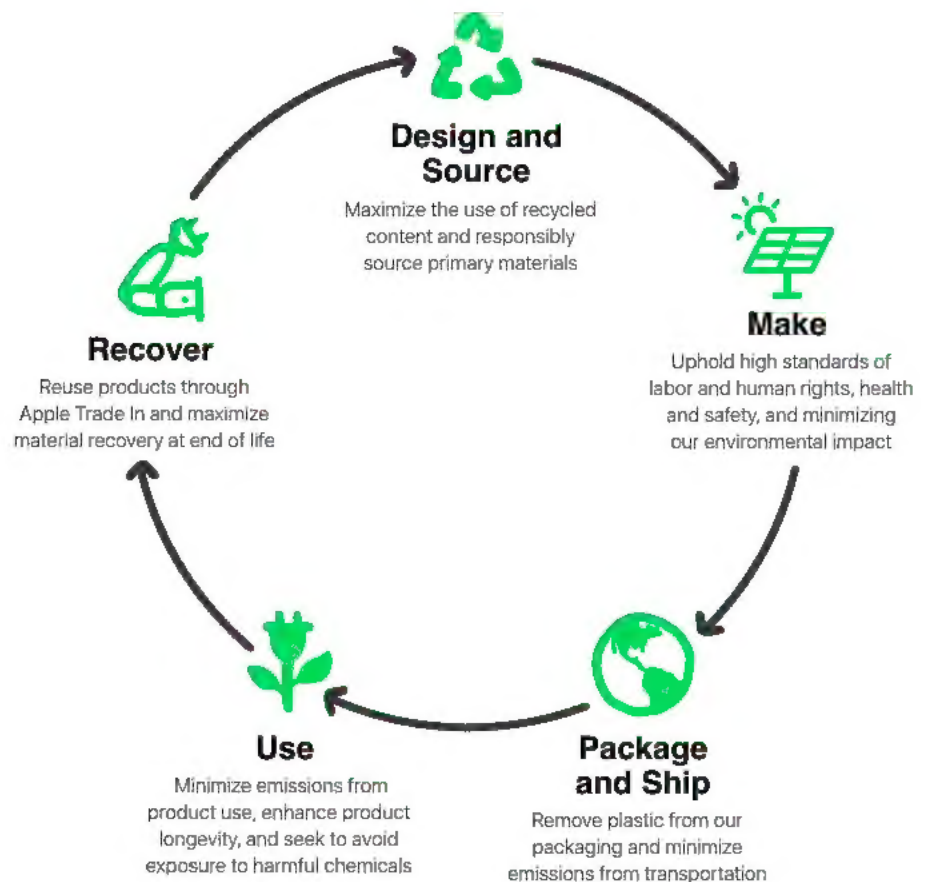 Design and
Source
Maximize the use of recycled
content and responsibly
source primary materials
Make
Uphold high standards of
labor and human rights, health
and safety, and minimizing
our environmental impact
Package
and Ship
Remove plastic from our
packaging and minimize
emissions from transportation
Use
Minimize emissions from
product use, enhance product
longevity, and seek to avoid
exposure to harmful chemicals
Recover
Reuse products through
Apple Trade In and maximize
material recovery at end of life